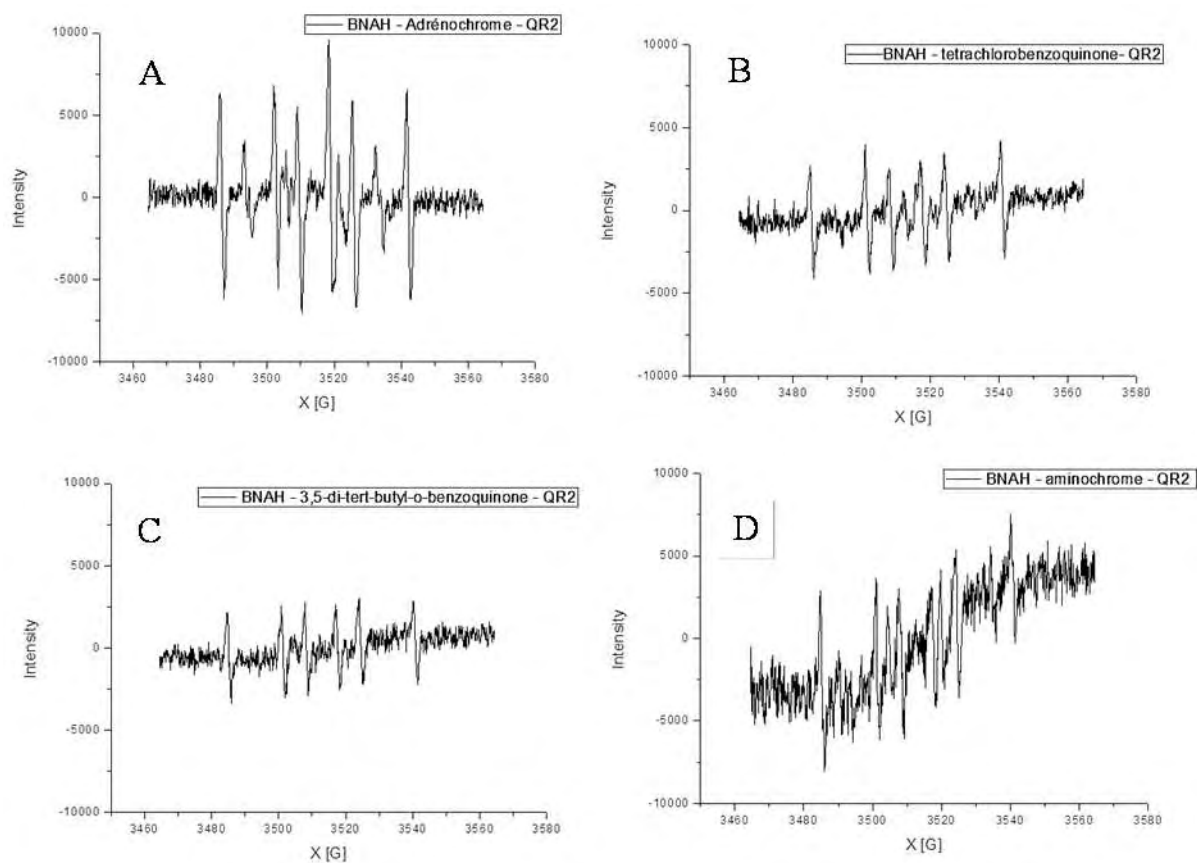 BNAH - Adrénochrome - QR2
A
10000
5000
0
-5000
-10000
Intensity
3460 3480 3500 3520 3540 3560 3580
X [G]
BNAH - tetrachlorobenzoquinone- QR2
B
10000
5000
0
-5000
-10000
Intensity
3460 3480 3500 3520 3540 3560 3580
X [G]
BNAH - 3,5-di-tert-butyl-o-benzoquinone - QR2
C
10000
5000
0
-5000
-10000
Intensity
3460 3480 3500 3520 3540 3560 3580
X [G]
BNAH - aminochrome - QR2
D
10000
5000
0
-5000
-10000
Intensity
3460 3480 3500 3520 3540 3560 3580
X [G]